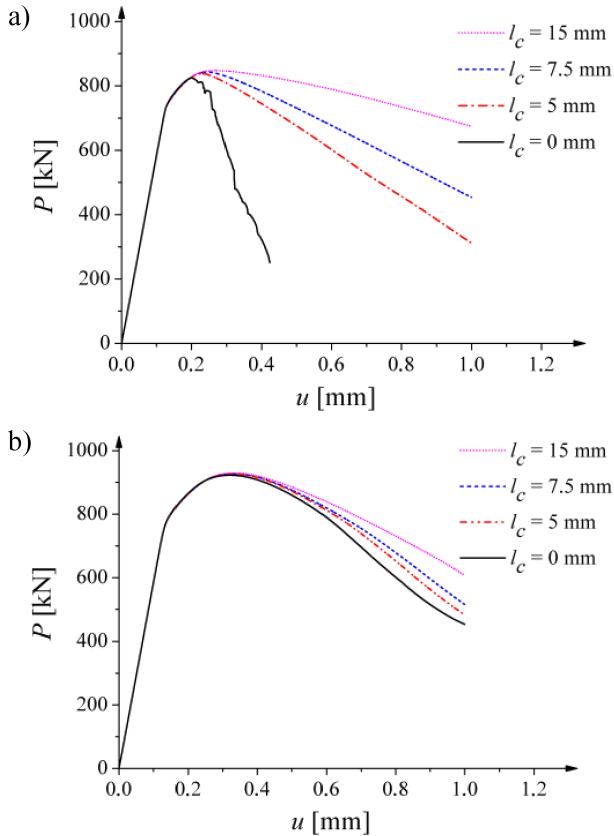 a)
1000
800
600
400
200
0
P [kN]
0.0 0.2 0.4 0.6 0.8 1.0 1.2
u [mm]
l_c = 15 mm
l_c = 7.5 mm
l_c = 5 mm
l_c = 0 mm
b)
1000
800
600
400
200
0
P [kN]
0.0 0.2 0.4 0.6 0.8 1.0 1.2
u [mm]
l_c = 15 mm
l_c = 7.5 mm
l_c = 5 mm
l_c = 0 mm